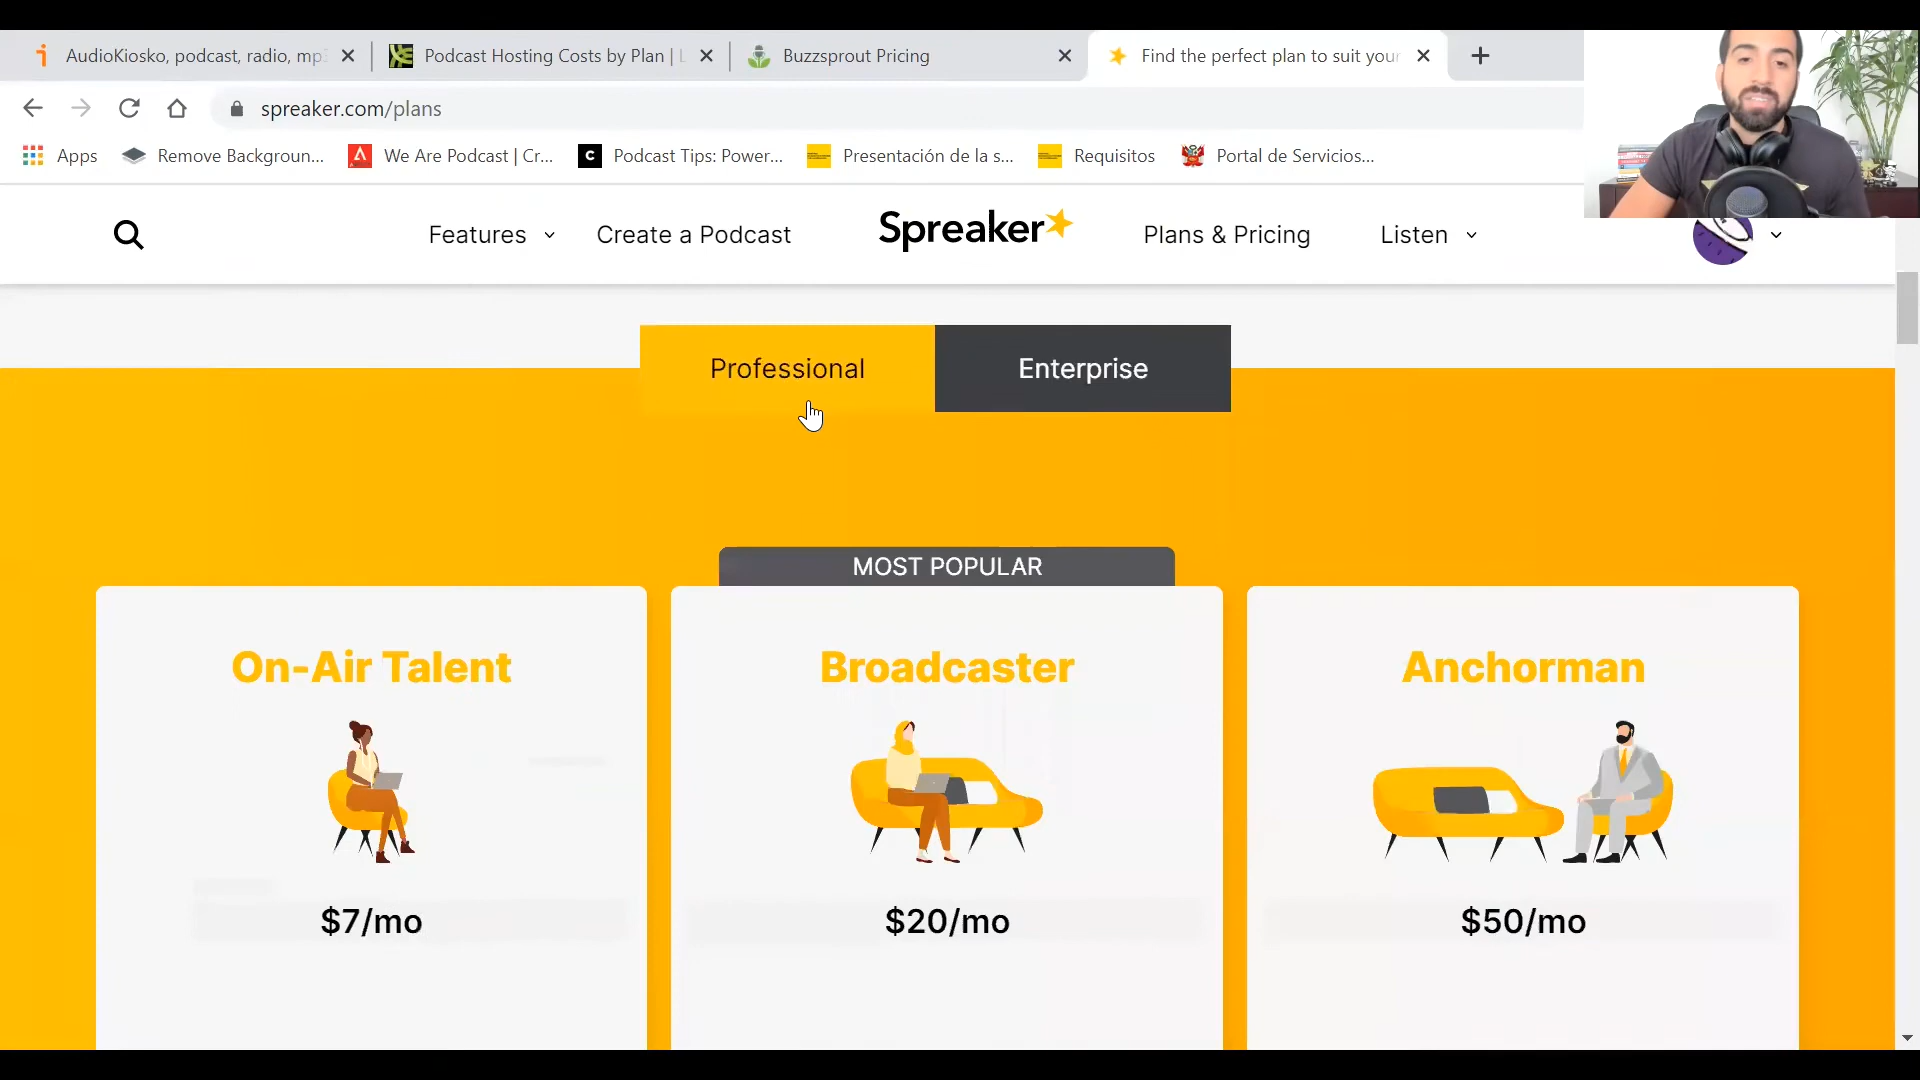 AudioKiosko, podcast, radio, mp3
Podcast Hosting Costs by Plan | L
Buzzsprout Pricing
Find the perfect plan to suit your
spreaker.com/plans
Apps
Remove Backgroun...
We Are Podcast | Cr...
Podcast Tips: Power...
Presentación de la s...
Requisitos
Portal de Servicios...
Features
Create a Podcast
Spreaker
Plans & Pricing
Listen
Professional
Enterprise
MOST POPULAR
On-Air Talent
Broadcaster
Anchorman
$7/mo
$20/mo
$50/mo